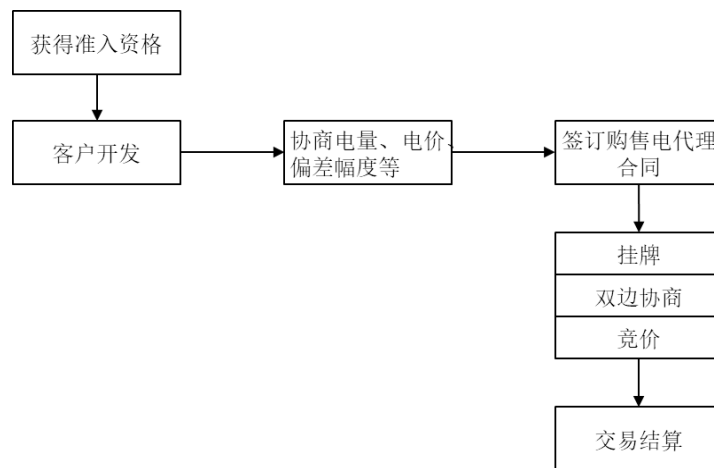 获得准入资格
客户开发
协商电量、电价、
偏差幅度等
签订购售电代理
合同
挂牌
双边协商
竞价
交易结算